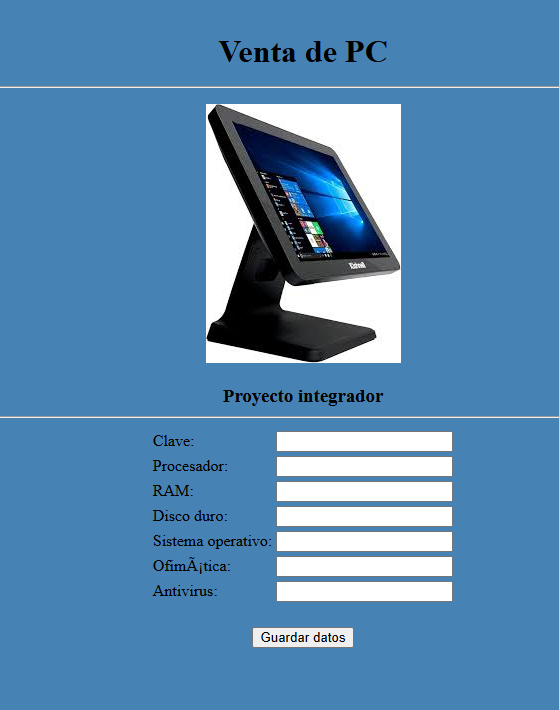 Venta de PC
Proyecto integrador
Clave:
Procesador:
RAM:
Disco duro:
Sistema operativo:
OfimÃ¡tica:
Antivirus:
Guardar datos